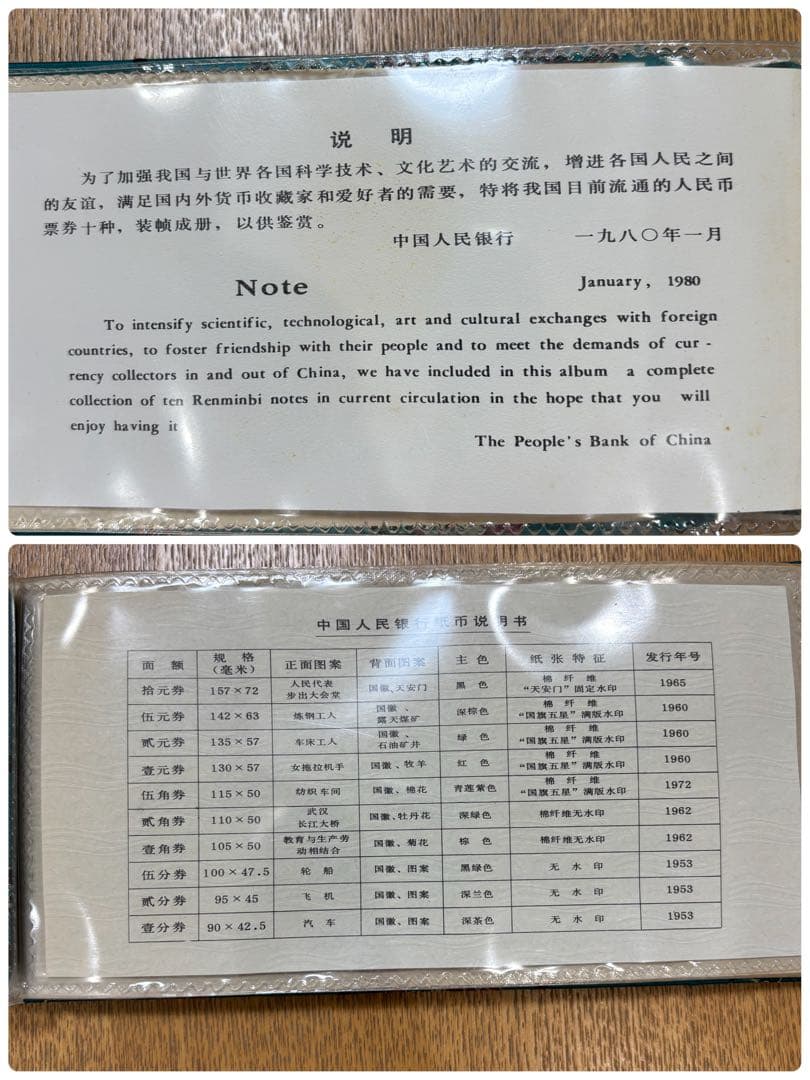 说 明
为了加强我国与世界各国科学技术、文化艺术的交流，增进各国人民之间
的友谊，满足国内外货币收藏家和爱好者的需要，特将我国目前流通的人民币
票券十种，装帧成册，以供鉴赏。
中国人民银行 一九八〇年一月
Note January, 1980
To intensify scientific, technological, art and cultural exchanges with foreign
countries, to foster friendship with their people and to meet the demands of cur -
rency collectors in and out of China, we have included in this album a complete
collection of ten Renminbi notes in current circulation in the hope that you will
enjoy having it
The People's Bank of China
中国人民银行纸币说明书
面 额 规 格 (毫米) 正面图案 背面图案 主 色 纸 张 特 征 发行年号
拾元券 157×72 人民代表步出大会堂 国徽、天安门 黑 色 棉 纤 维 “天安门”固定水印 1965
伍元券 142×63 炼钢工人 国徽、露天煤矿 深棕色 棉 纤 维 “国旗五星”满版水印 1960
贰元券 135×57 车床工人 国徽、石油矿井 绿 色 棉 纤 维 “国旗五星”满版水印 1960
壹元券 130×57 女拖拉机手 国徽、牧羊 红 色 棉 纤 维 “国旗五星”满版水印 1960
伍角券 115×50 纺织车间 国徽、棉花 青莲紫色 棉 纤 维 “国旗五星”满版水印 1972
贰角券 110×50 武汉长江大桥 国徽、牡丹花 深绿色 棉纤维无水印 1962
壹角券 105×50 教育与生产劳动相结合 国徽、菊花 棕 色 棉纤维无水印 1962
伍分券 100×47.5 轮 船 国徽、图案 黑绿色 无 水 印 1953
贰分券 95×45 飞 机 国徽、图案 深兰色 无 水 印 1953
壹分券 90×42.5 汽 车 国徽、图案 深茶色 无 水 印 1953